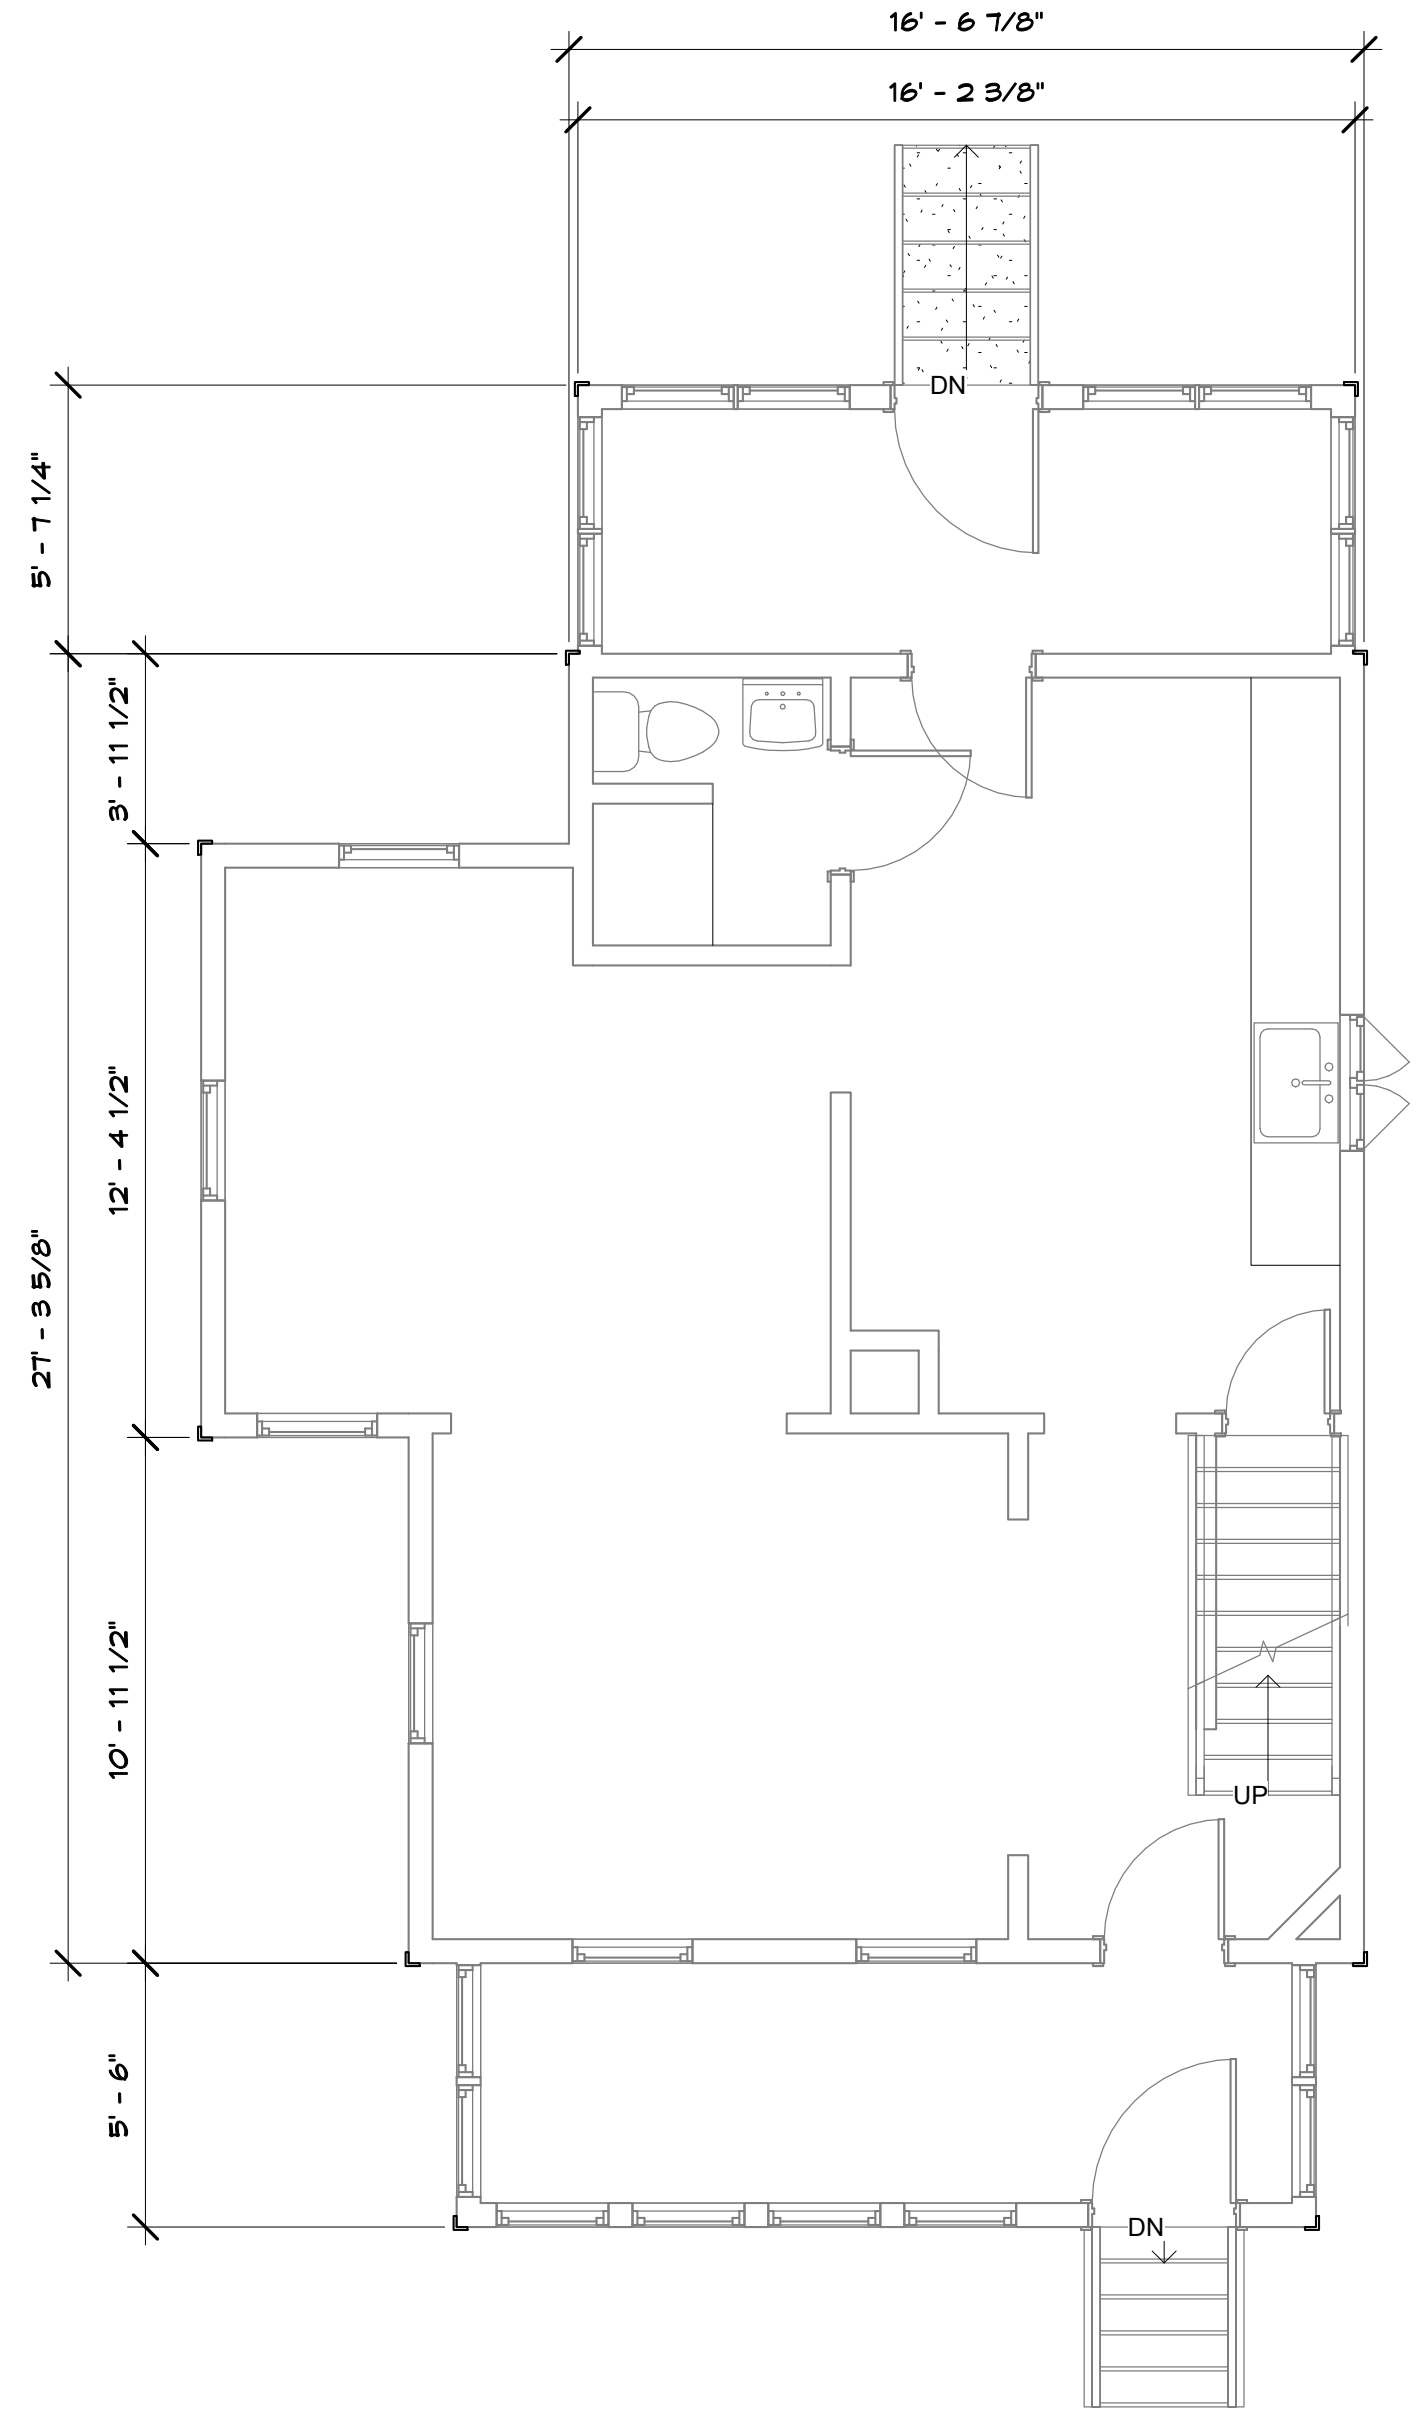 16' - 6 7/8"
16' - 2 3/8"
DN
5' - 7 1/4"
3' - 11 1/2"
12' - 4 1/2"
27' - 3 5/8"
10' - 11 1/2"
UP
5' - 6"
DN